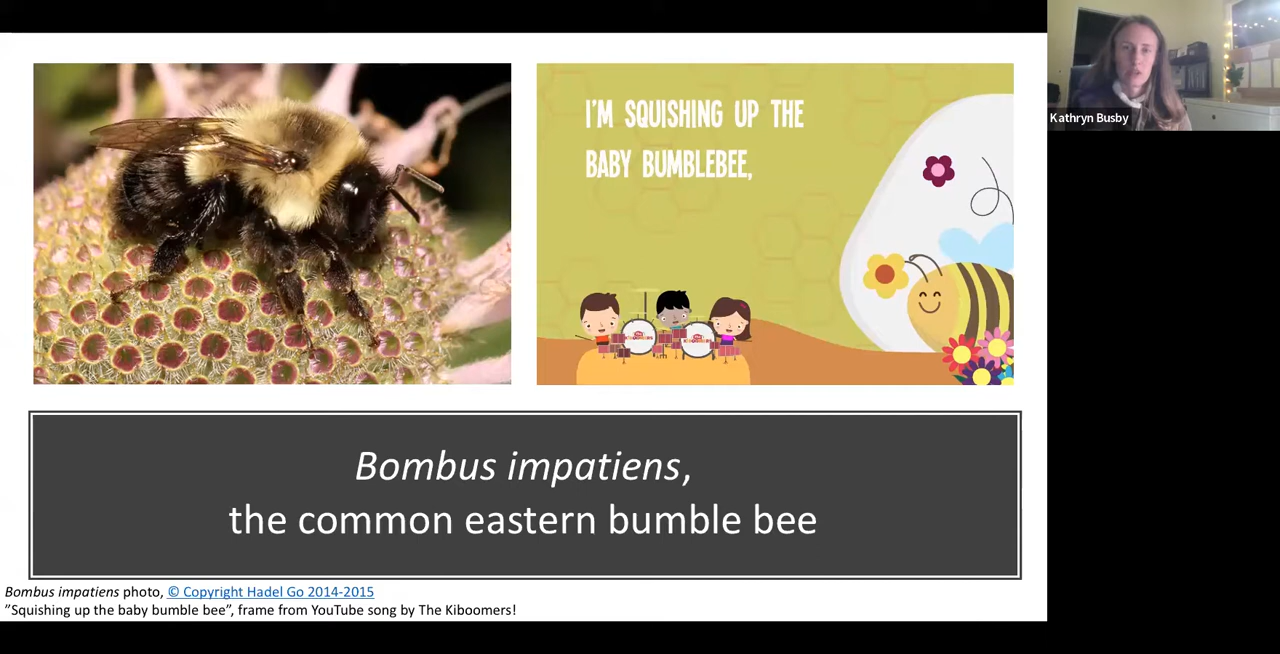 I'M SQUISHING UP THE
BABY BUMBLEBEE,
Kathryn Busby
Bombus impatiens,
the common eastern bumble bee
Bombus impatiens photo, © Copyright Hadel Go 2014-2015
”Squishing up the baby bumble bee”, frame from YouTube song by The Kiboomers!